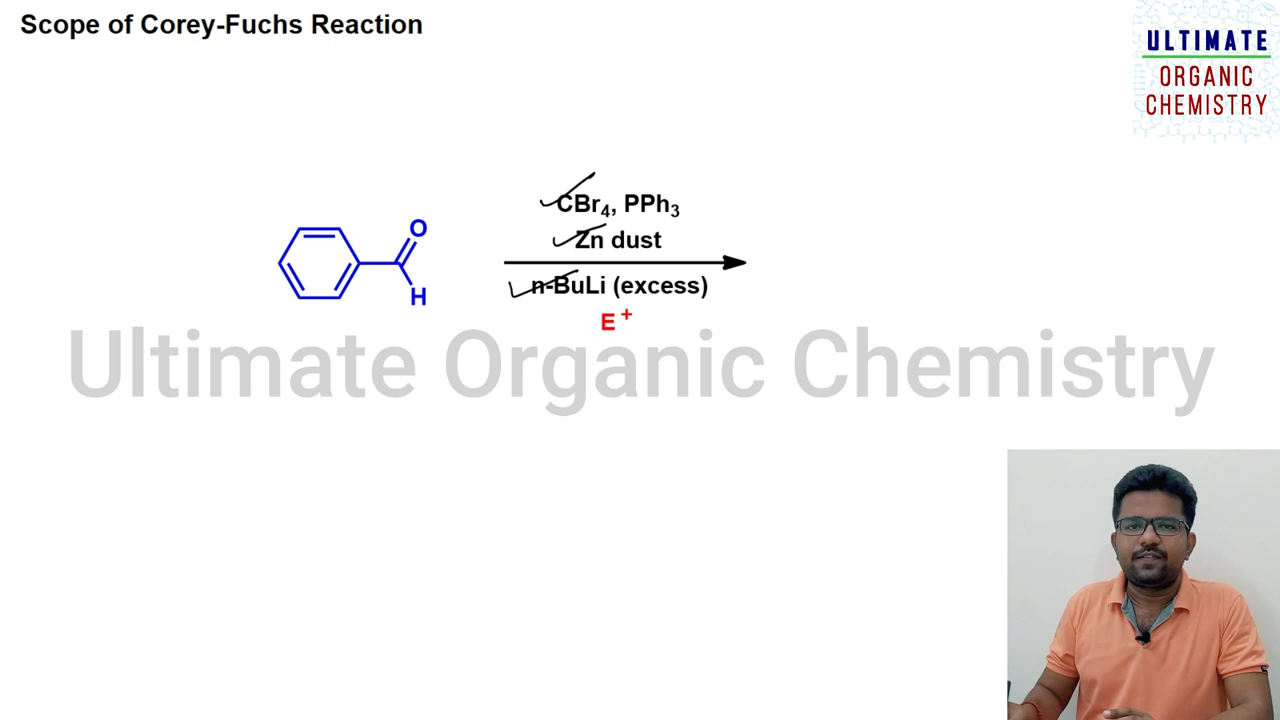 Scope of Corey-Fuchs Reaction
ULTIMATE
ORGANIC
CHEMISTRY
O
H
CBr4, PPh3
Zn dust
n-BuLi (excess)
E+
Ultimate Organic Chemistry